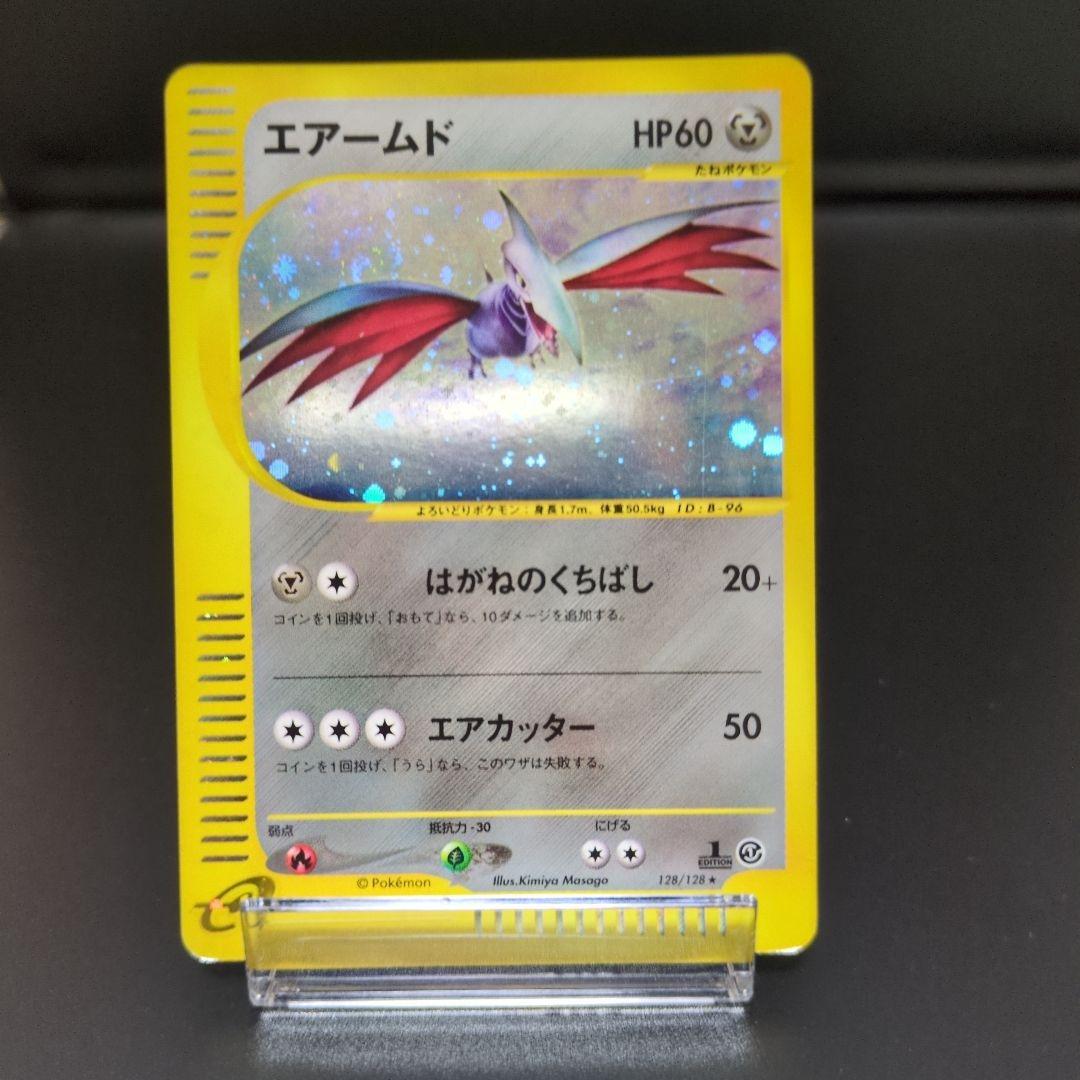 エアームド HP60
たねポケモン
よろいどりポケモン：身長1.7m、体重50.5kg ID：B-96
はがねのくちばし 20+
コインを1回投げ、「おもて」なら、10ダメージを追加する。
エアカッター 50
コインを1回投げ、「うら」なら、このワザは失敗する。
弱点 抵抗力-30 にげる
1
EDITION
©Pokémon Illus.Kimiya Masago 128/128★